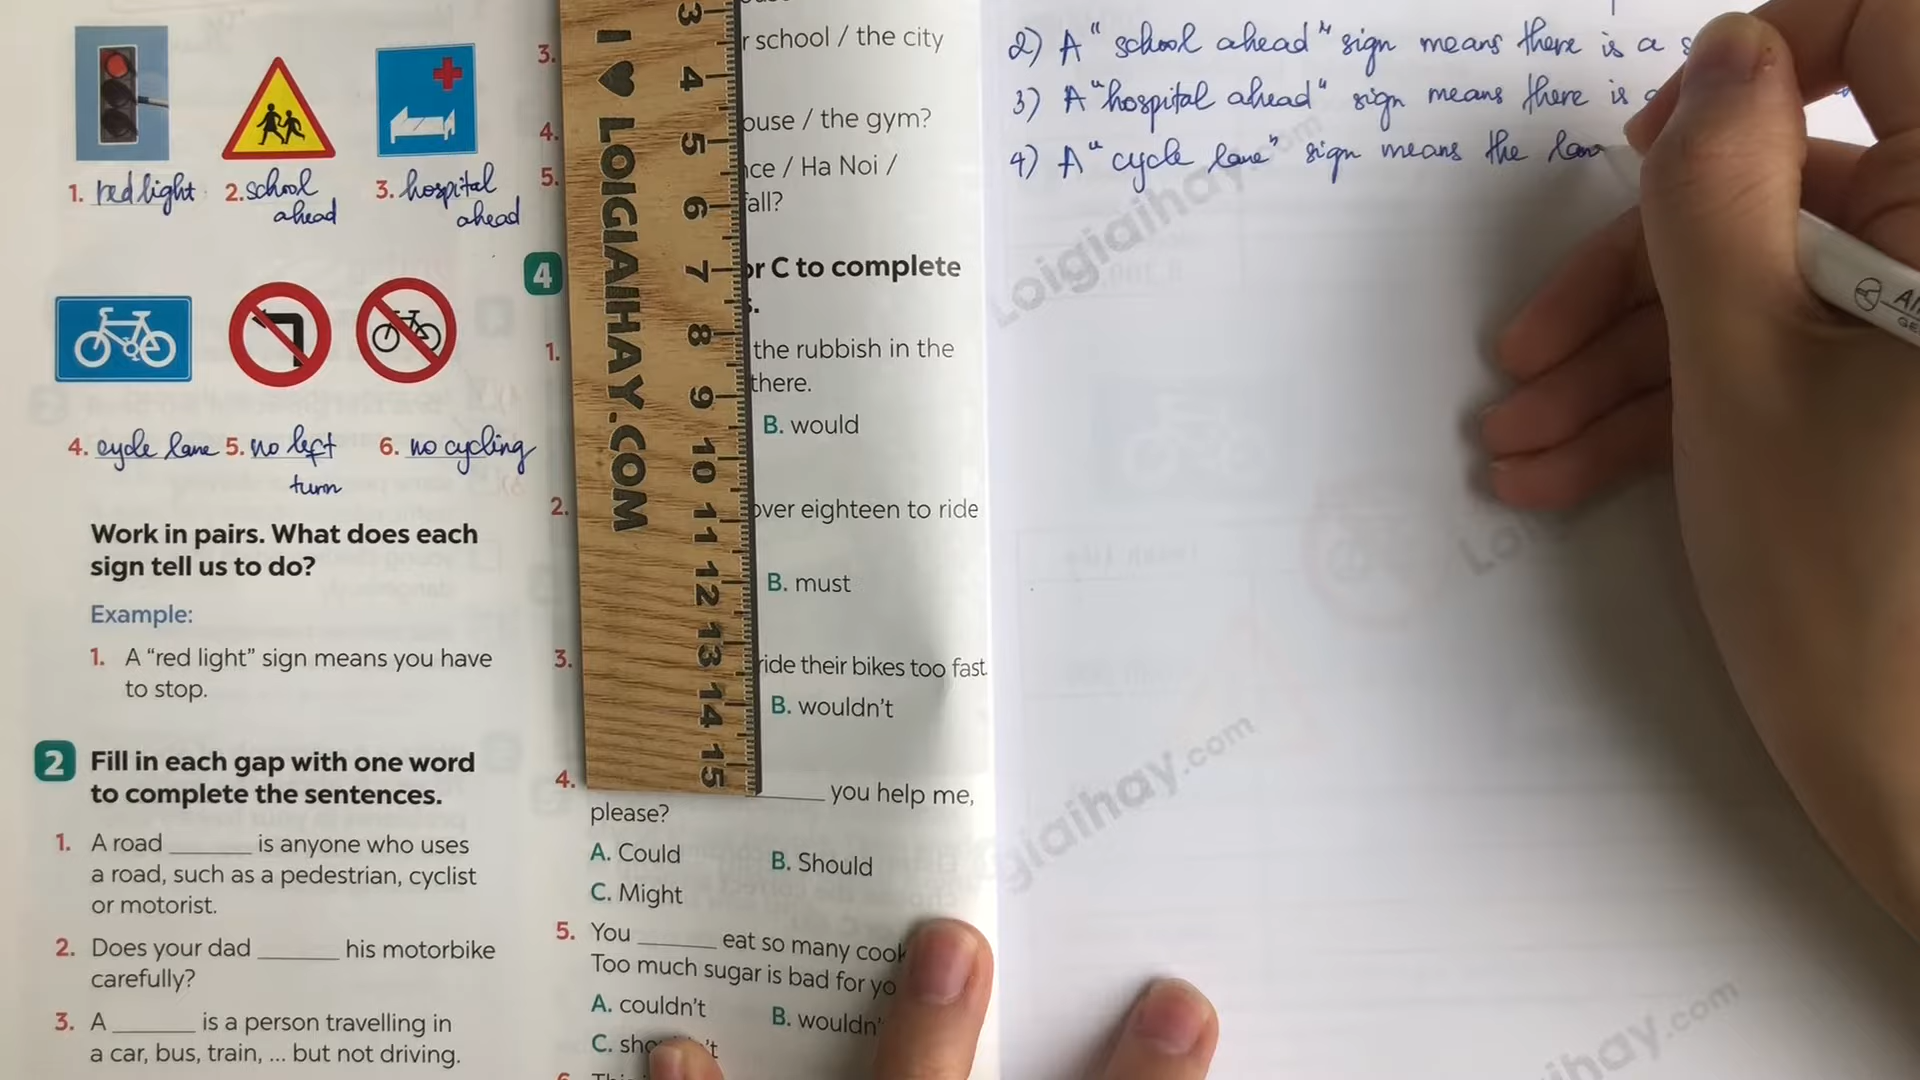 1. red light
2. school
ahead
3. hospital
ahead
4. cycle lane
5. no left
turn
6. no cycling
Work in pairs. What does each
sign tell us to do?
Example:
1. A “red light” sign means you have
to stop.
2 Fill in each gap with one word
to complete the sentences.
1. A road ______ is anyone who uses
a road, such as a pedestrian, cyclist
or motorist.
2. Does your dad ______ his motorbike
carefully?
3. A ______ is a person travelling in
a car, bus, train, ... but not driving.
3. school / the city
4. / the gym?
5. / Ha Noi /
4 or C to complete
1. the rubbish in the
there.
B. would
2. over eighteen to ride
B. must
3. ride their bikes too fast.
B. wouldn't
4. ______ you help me,
please?
A. Could B. Should
C. Might
5. You ______ eat so many
Too much sugar is bad for
A. couldn't B.
C.
I ♥ LOIGIAIHAY.COM
3 4 5 6 7 8 9 10 11 12 13 14 15
2) A "school ahead" sign means there is a
3) A "hospital ahead" sign means there is
4) A "cycle lane" sign means the
Loigiaihay.com
Loigiaihay.com